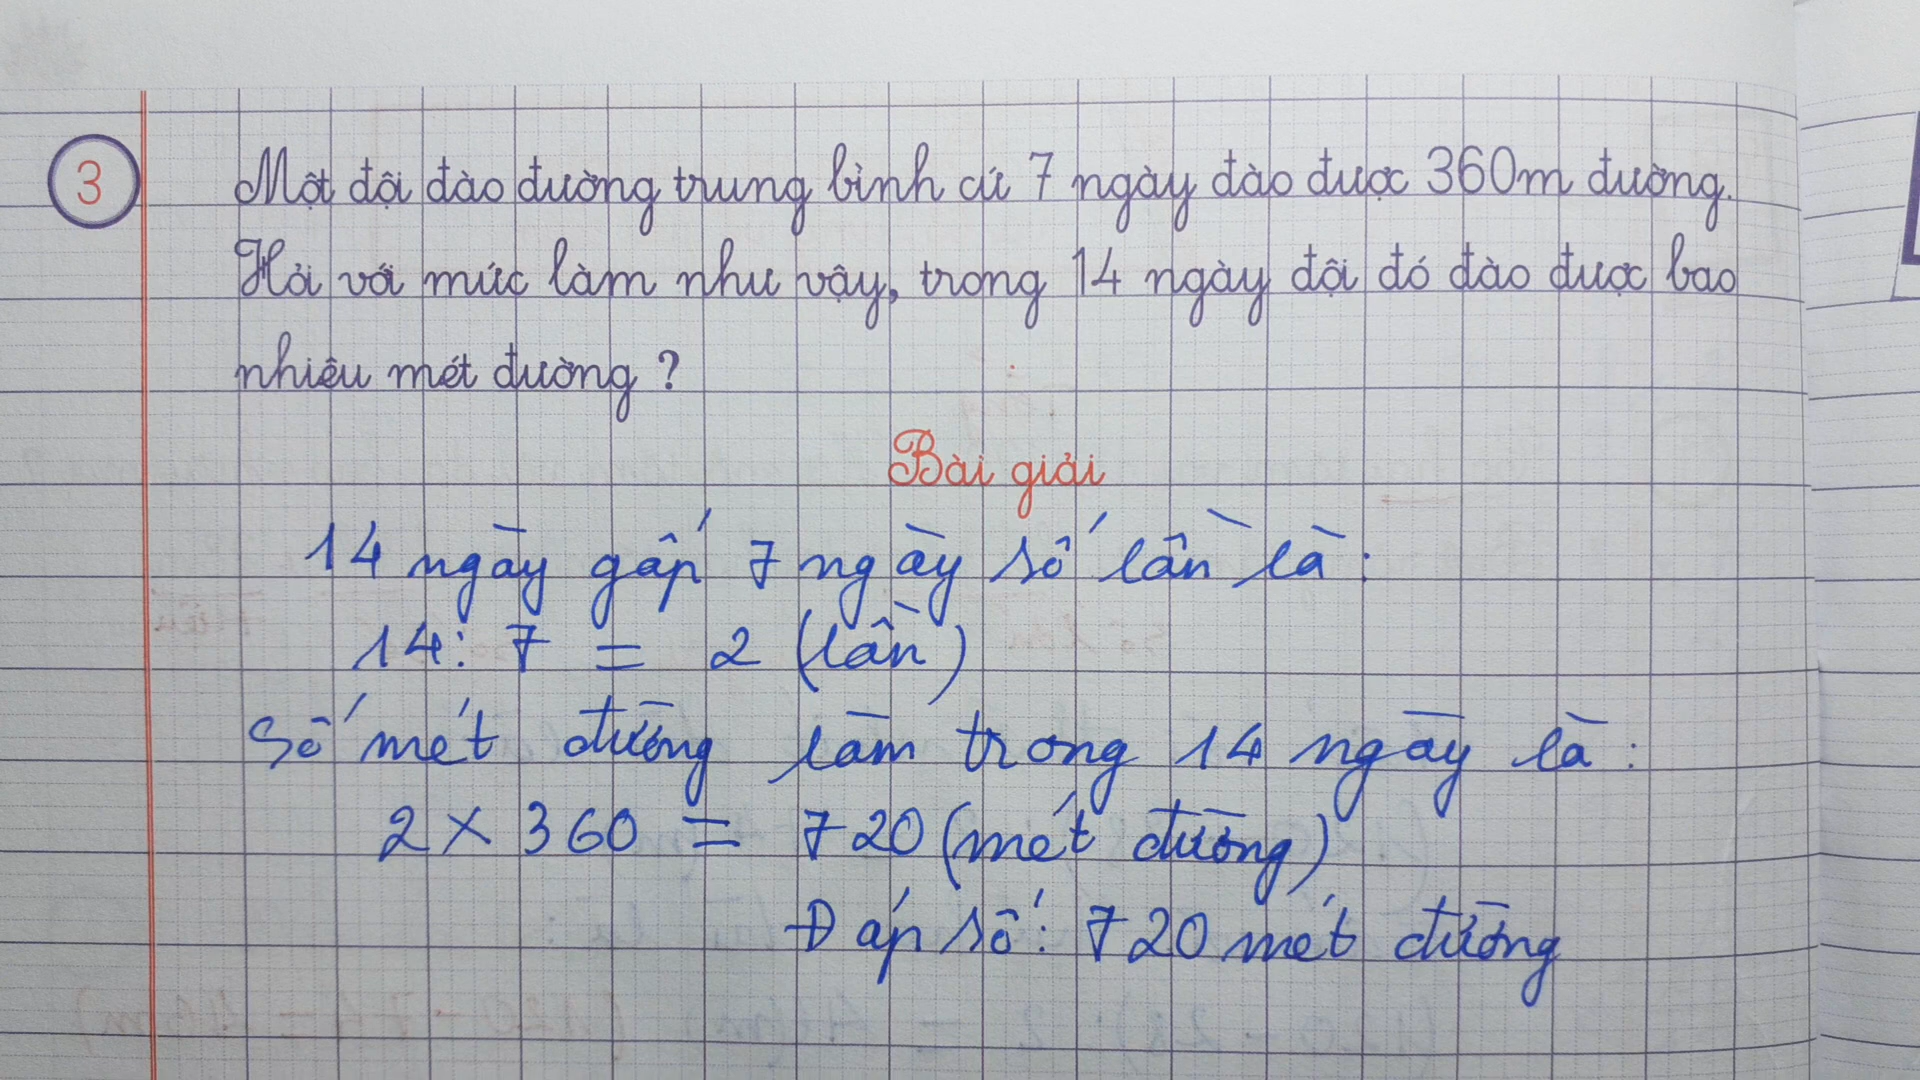 3
Một đội đào đường trung bình cứ 7 ngày đào được 360m đường.
Hỏi với mức làm như vậy, trong 14 ngày đội đó đào được bao
nhiêu mét đường ?
Bài giải
14 ngày gấp 7 ngày số lần là :
14 : 7 = 2 (lần)
Số mét đường làm trong 14 ngày là :
2 x 360 = 720 (mét đường)
Đáp số : 720 mét đường